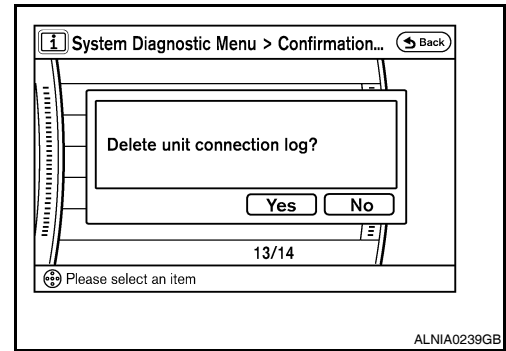 i System Diagnostic Menu > Confirmation... Back
Delete unit connection log?
Yes No
13/14
Please select an item
ALNIA0239GB